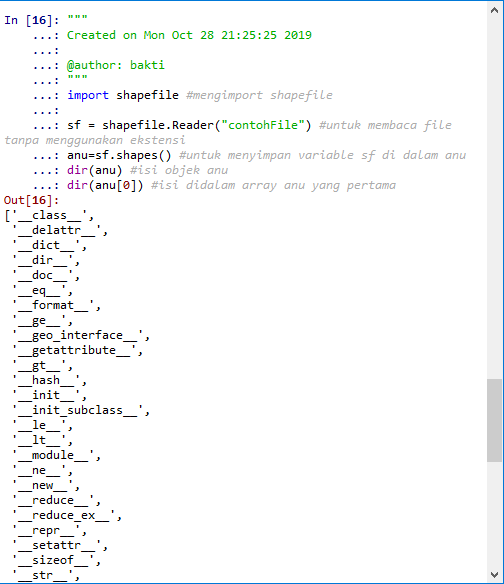 In [16]: """
    ...: Created on Mon Oct 28 21:25:25 2019
    ...:
    ...: @author: bakti
    ...: """
    ...: import shapefile #mengimport shapefile
    ...:
    ...: sf = shapefile.Reader("contohFile") #untuk membaca file
tanpa menggunakan ekstensi
    ...: anu=sf.shapes() #untuk menyimpan variable sf di dalam anu
    ...: dir(anu) #isi objek anu
    ...: dir(anu[0]) #isi didalam array anu yang pertama
Out[16]:
['__class__',
 '__delattr__',
 '__dict__',
 '__dir__',
 '__doc__',
 '__eq__',
 '__format__',
 '__ge__',
 '__geo_interface__',
 '__getattribute__',
 '__gt__',
 '__hash__',
 '__init__',
 '__init_subclass__',
 '__le__',
 '__lt__',
 '__module__',
 '__ne__',
 '__new__',
 '__reduce__',
 '__reduce_ex__',
 '__repr__',
 '__setattr__',
 '__sizeof__',
 '__str__',